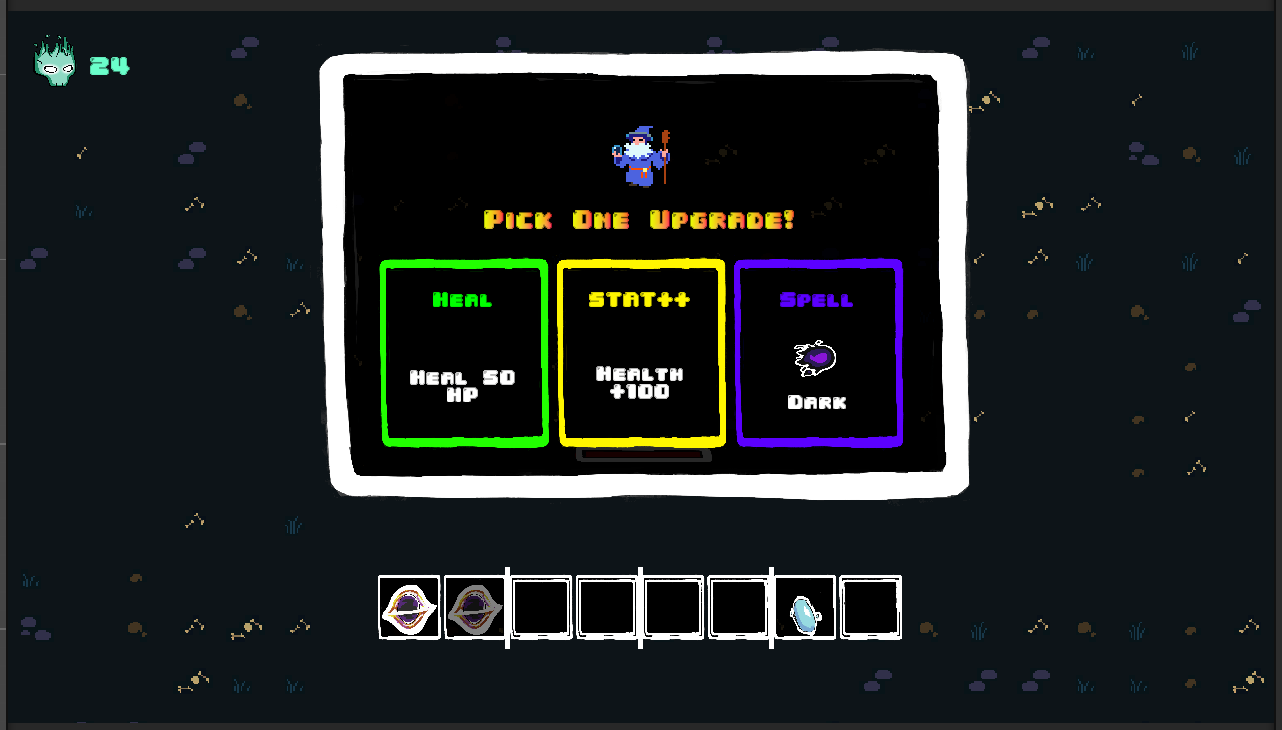 24
Pick One Upgrade!
Heal
Heal 50
HP
STAT++
Health
+100
Spell
Dark